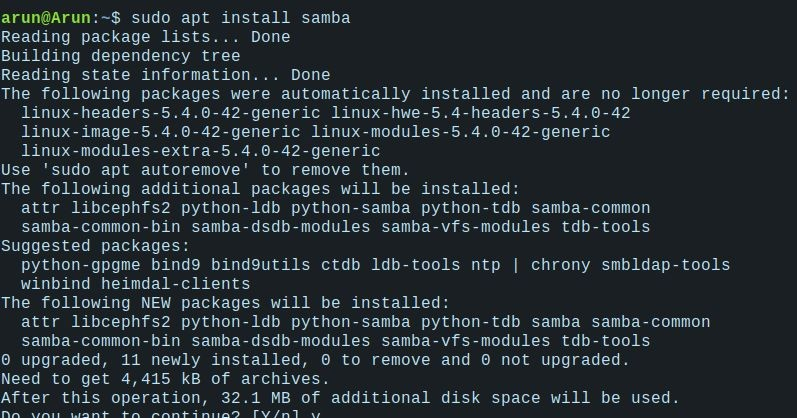 arun@Arun:~$ sudo apt install samba
Reading package lists... Done
Building dependency tree
Reading state information... Done
The following packages were automatically installed and are no longer required:
  linux-headers-5.4.0-42-generic linux-hwe-5.4-headers-5.4.0-42
  linux-image-5.4.0-42-generic linux-modules-5.4.0-42-generic
  linux-modules-extra-5.4.0-42-generic
Use 'sudo apt autoremove' to remove them.
The following additional packages will be installed:
  attr libcephfs2 python-ldb python-samba python-tdb samba-common
  samba-common-bin samba-dsdb-modules samba-vfs-modules tdb-tools
Suggested packages:
  python-gpgme bind9 bind9utils ctdb ldb-tools ntp | chrony smbldap-tools
  winbind heimdal-clients
The following NEW packages will be installed:
  attr libcephfs2 python-ldb python-samba python-tdb samba samba-common
  samba-common-bin samba-dsdb-modules samba-vfs-modules tdb-tools
0 upgraded, 11 newly installed, 0 to remove and 0 not upgraded.
Need to get 4,415 kB of archives.
After this operation, 32.1 MB of additional disk space will be used.
Do you want to continue? [Y/n] y